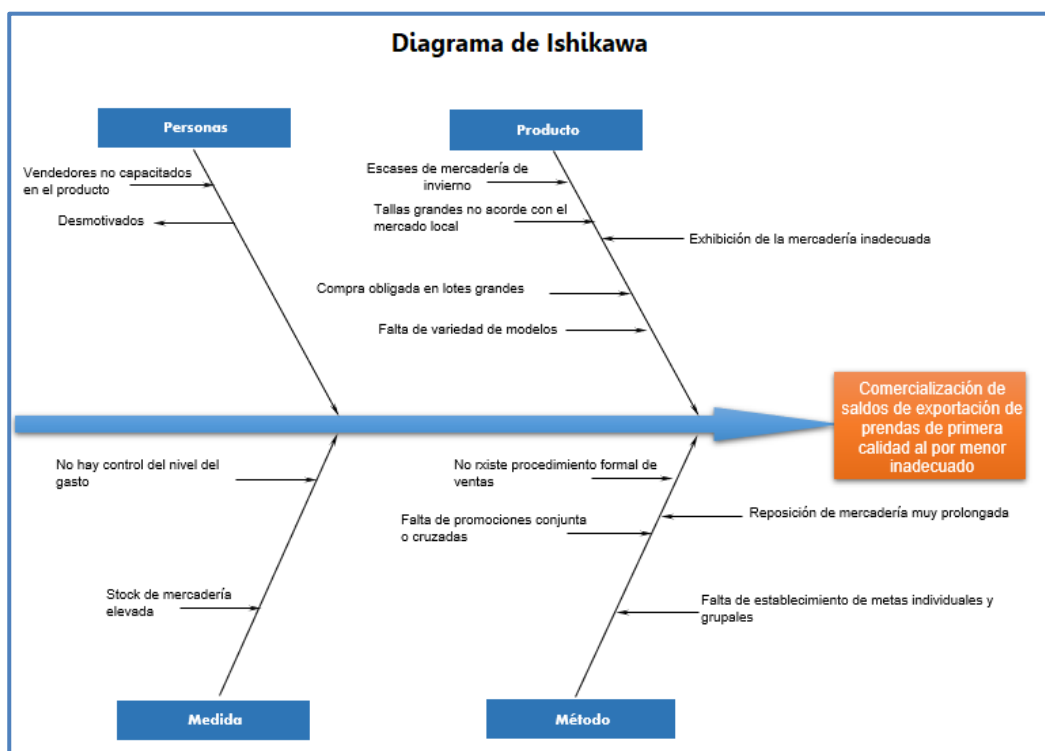 Diagrama de Ishikawa
Personas
Producto
Vendedores no capacitados
en el producto
Desmotivados
Escases de mercadería de
invierno
Tallas grandes no acorde con el
mercado local
Exhibición de la mercadería inadecuada
Compra obligada en lotes grandes
Falta de variedad de modelos
Comercialización de
saldos de exportación de
prendas de primera
calidad al por menor
inadecuado
No hay control del nivel del
gasto
Stock de mercadería
elevada
No rxiste procedimiento formal de
ventas
Reposición de mercadería muy prolongada
Falta de promociones conjunta
o cruzadas
Falta de establecimiento de metas individuales y
grupales
Medida
Método